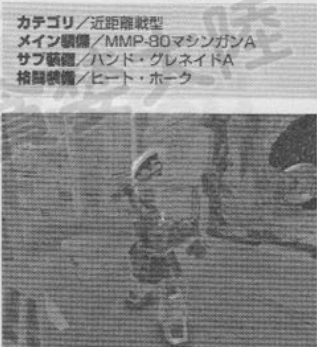 カテゴリ／近距離戦型
メイン装備／MMP-80マシンガンA
サブ装備／ハンド・グレネイドA
格闘装備／ヒート・ホーク